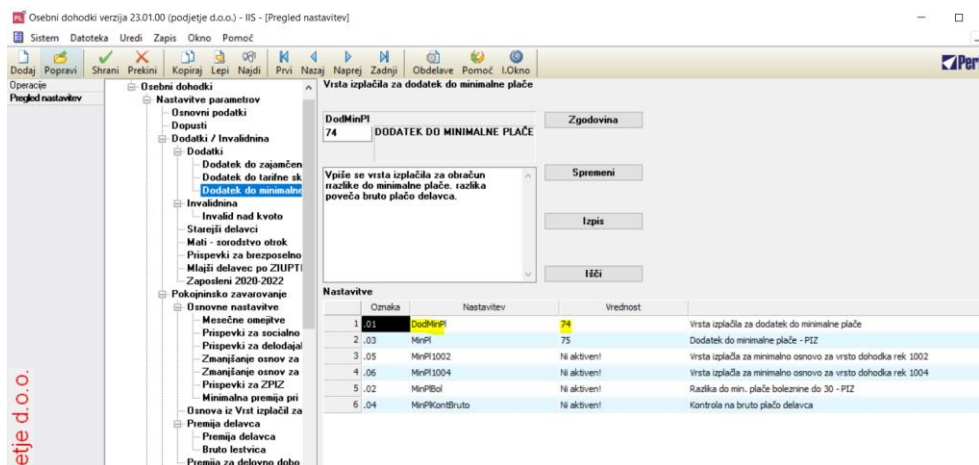 Osebni dohodki verzija 23.01.00 (podjetje d.o.o.) - IIS - [Pregled nastavitev]
Sistem Datoteka Uredi Zapis Okno Pomoč
Dodaj Popravi Shrani Prekini Kopiraj Lepi Najdi Prvi Nazaj Naprej Zadnji Obdelave Pomoč I.Okno
Operacije
Pregled nastavitev
Osebni dohodki
Nastavitve parametrov
Osnovni podatki
Dopusti
Dodatki / Invalidnina
Dodatki
Dodatek do zajamčen
Dodatek do tarifne sk
Dodatek do minimalne
Invalidnina
Invalid nad kvoto
Starejši delavci
Mati - sorodstvo otrok
Prispevki za brezposelno
Mlajši delavec po ZIUPTI
Zaposleni 2020-2022
Pokojninsko zavarovanje
Osnovne nastavitve
Mesečne omejitve
Prispevki za socialno
Prispevki za delodajal
Zmanjšanje osnov za
Zmanjšanje osnov za
Prispevki za ZPIZ
Minimalna premija pri
Osnova iz Vrst izplačil za
Premija delavca
Premija delavca
Bruto lestvica
Premija za delovno dobo
Vrsta izplačila za dodatek do minimalne plače
DodMinPl
74 DODATEK DO MINIMALNE PLAČE
Vpiše se vrsta izplačila za obračun
rrazlike do minimalne plače. razlika
poveča bruto plačo delavca.
Zgodovina
Spremeni
Izpis
Išči
Nastavitve
Oznaka Nastavitev Vrednost
1 .01 DodMinPl 74 Vrsta izplačila za dodatek do minimalne plače
2 .03 MinPl 75 Dodatek do minimalne plače - PIZ
3 .05 MinPl1002 Ni aktiven! Vrsta izplačla za minimalno osnovo za vrsto dohodka rek 1002
4 .06 MinPl1004 Ni aktiven! Vrsta izplačla za minimalno osnovo za vrsto dohodka rek 1004
5 .02 MinPlBol Ni aktiven! Razlika do min. plače boleznine do 30 - PIZ
6 .04 MinPlKontBruto Ni aktiven! Kontrola na bruto plačo delavca
etje d.o.o.